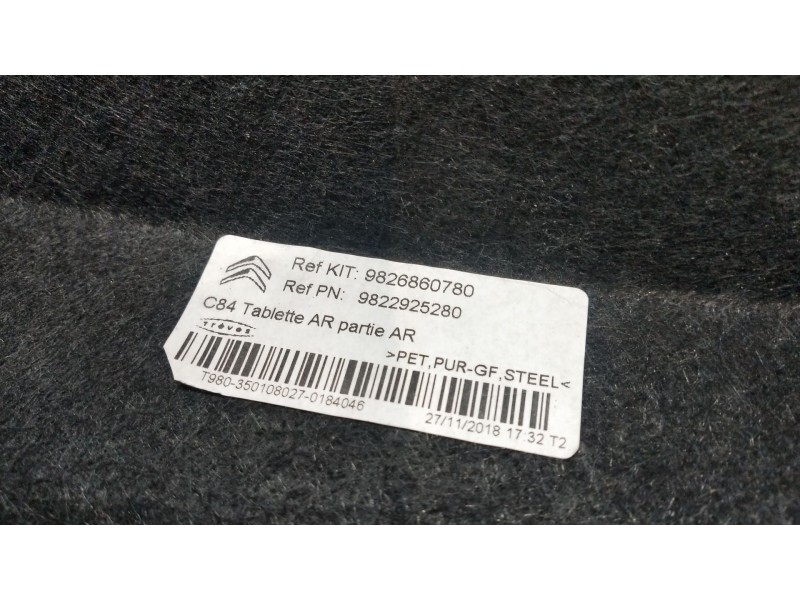 Ref KIT: 9826860780
Ref PN: 9822925280
C84 Tablette AR partie AR
Trèves
>PET,PUR-GF,STEEL<
T980-350108027-0184046
27/11/2018 17:32 T2